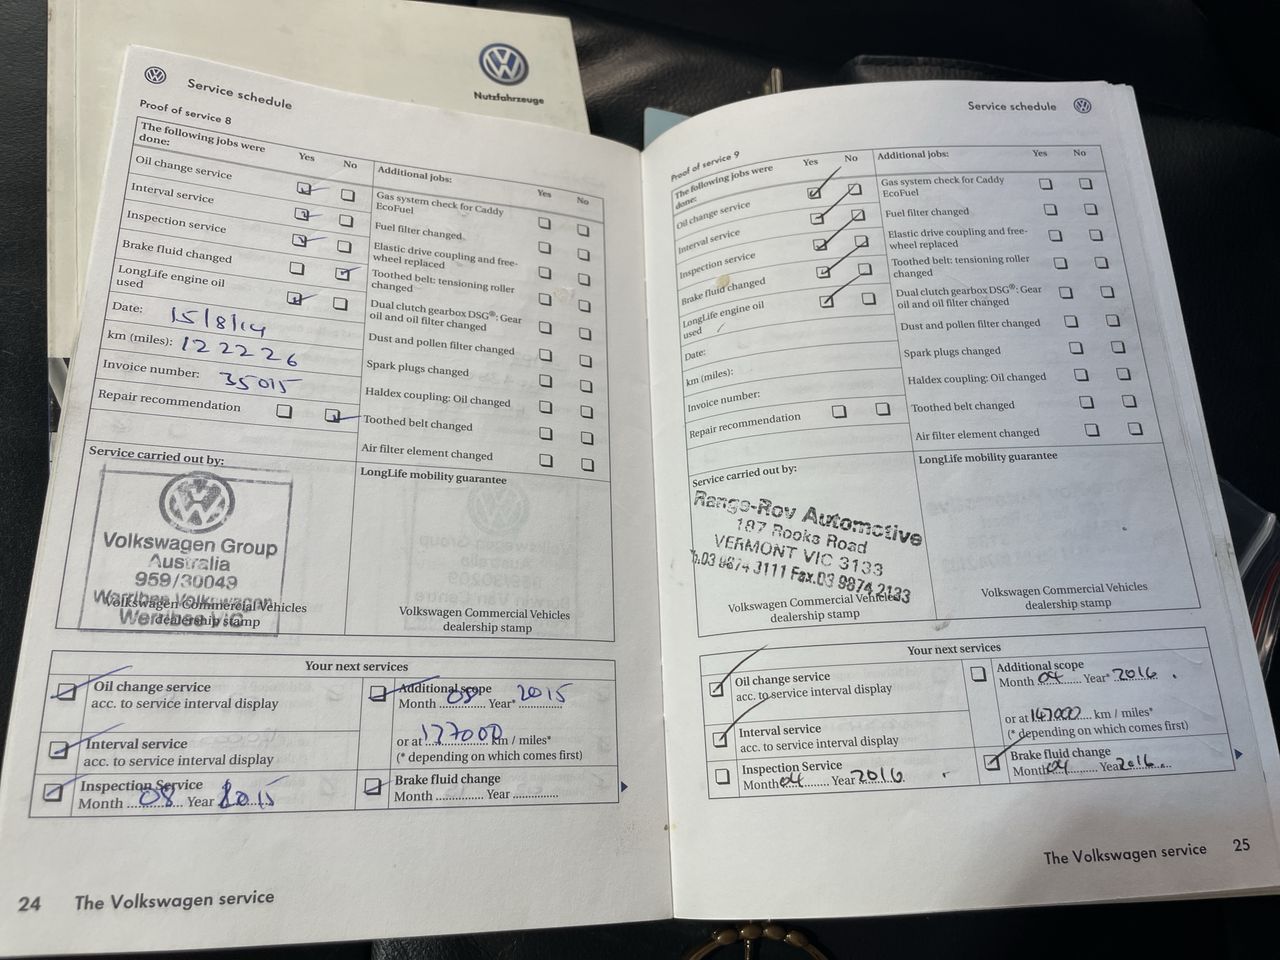 Nutzfahrzeuge
Service schedule
Proof of service 8
The following jobs were done:
Yes
No
Oil change service
Interval service
Inspection service
Brake fluid changed
LongLife engine oil used
Date: 15/8/14
km (miles): 122226
Invoice number: 35015
Repair recommendation
Additional jobs:
Yes
No
Gas system check for Caddy
EcoFuel
Fuel filter changed
Elastic drive coupling and free-
wheel replaced
Toothed belt: tensioning roller
changed
Dual clutch gearbox DSG®: Gear
oil and oil filter changed
Dust and pollen filter changed
Spark plugs changed
Haldex coupling: Oil changed
Toothed belt changed
Air filter element changed
Service carried out by:
Volkswagen Group
Australia
959/30049
Werribee Volkswagen
Werribee VIC
Volkswagen Commercial Vehicles
dealership stamp
LongLife mobility guarantee
Volkswagen Commercial Vehicles
dealership stamp
Your next services
Oil change service
acc. to service interval display
Interval service
acc. to service interval display
Inspection Service
Month 08 Year 2015
Additional scope
Month 08 Year* 2015
or at 137000 km / miles*
(* depending on which comes first)
Brake fluid change
Month .............. Year ..............
24 The Volkswagen service
Service schedule
Proof of service 9
The following jobs were
done:
Yes
No
Oil change service
Interval service
Inspection service
Brake fluid changed
LongLife engine oil
used
Date:
km (miles):
Invoice number:
Repair recommendation
Additional jobs:
Yes
No
Gas system check for Caddy
EcoFuel
Fuel filter changed
Elastic drive coupling and free-
wheel replaced
Toothed belt: tensioning roller
changed
Dual clutch gearbox DSG®: Gear
oil and oil filter changed
Dust and pollen filter changed
Spark plugs changed
Haldex coupling: Oil changed
Toothed belt changed
Air filter element changed
Service carried out by:
Range-Rov Automotive
187 Rooks Road
VERMONT VIC 3133
Ph.03 9874 3111 Fax.03 9874 2133
Volkswagen Commercial Vehicles
dealership stamp
LongLife mobility guarantee
Volkswagen Commercial Vehicles
dealership stamp
Your next services
Oil change service
acc. to service interval display
Interval service
acc. to service interval display
Inspection Service
Month 04 Year 2016
Additional scope
Month 04 Year* 2016
or at 147000 km / miles*
(* depending on which comes first)
Brake fluid change
Month 04 Year 2016
The Volkswagen service 25